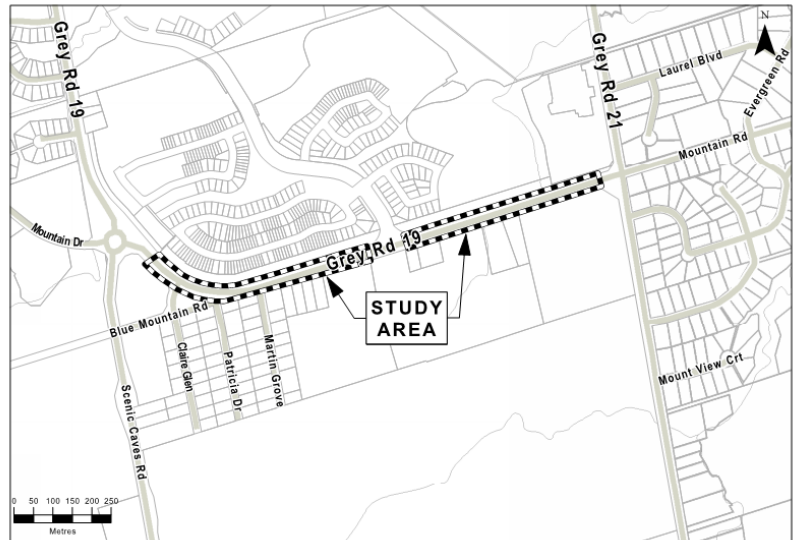 N
Grey Rd 19
Grey Rd 21
Laurel Blvd
Evergreen Rd
Mountain Rd
Mountain Dr
Grey Rd 19
STUDY
AREA
Blue Mountain Rd
Claire Glen
Patricia Dr
Martin Grove
Scenic Caves Rd
Mount View Crt
0 50 100 150 200 250
Metres